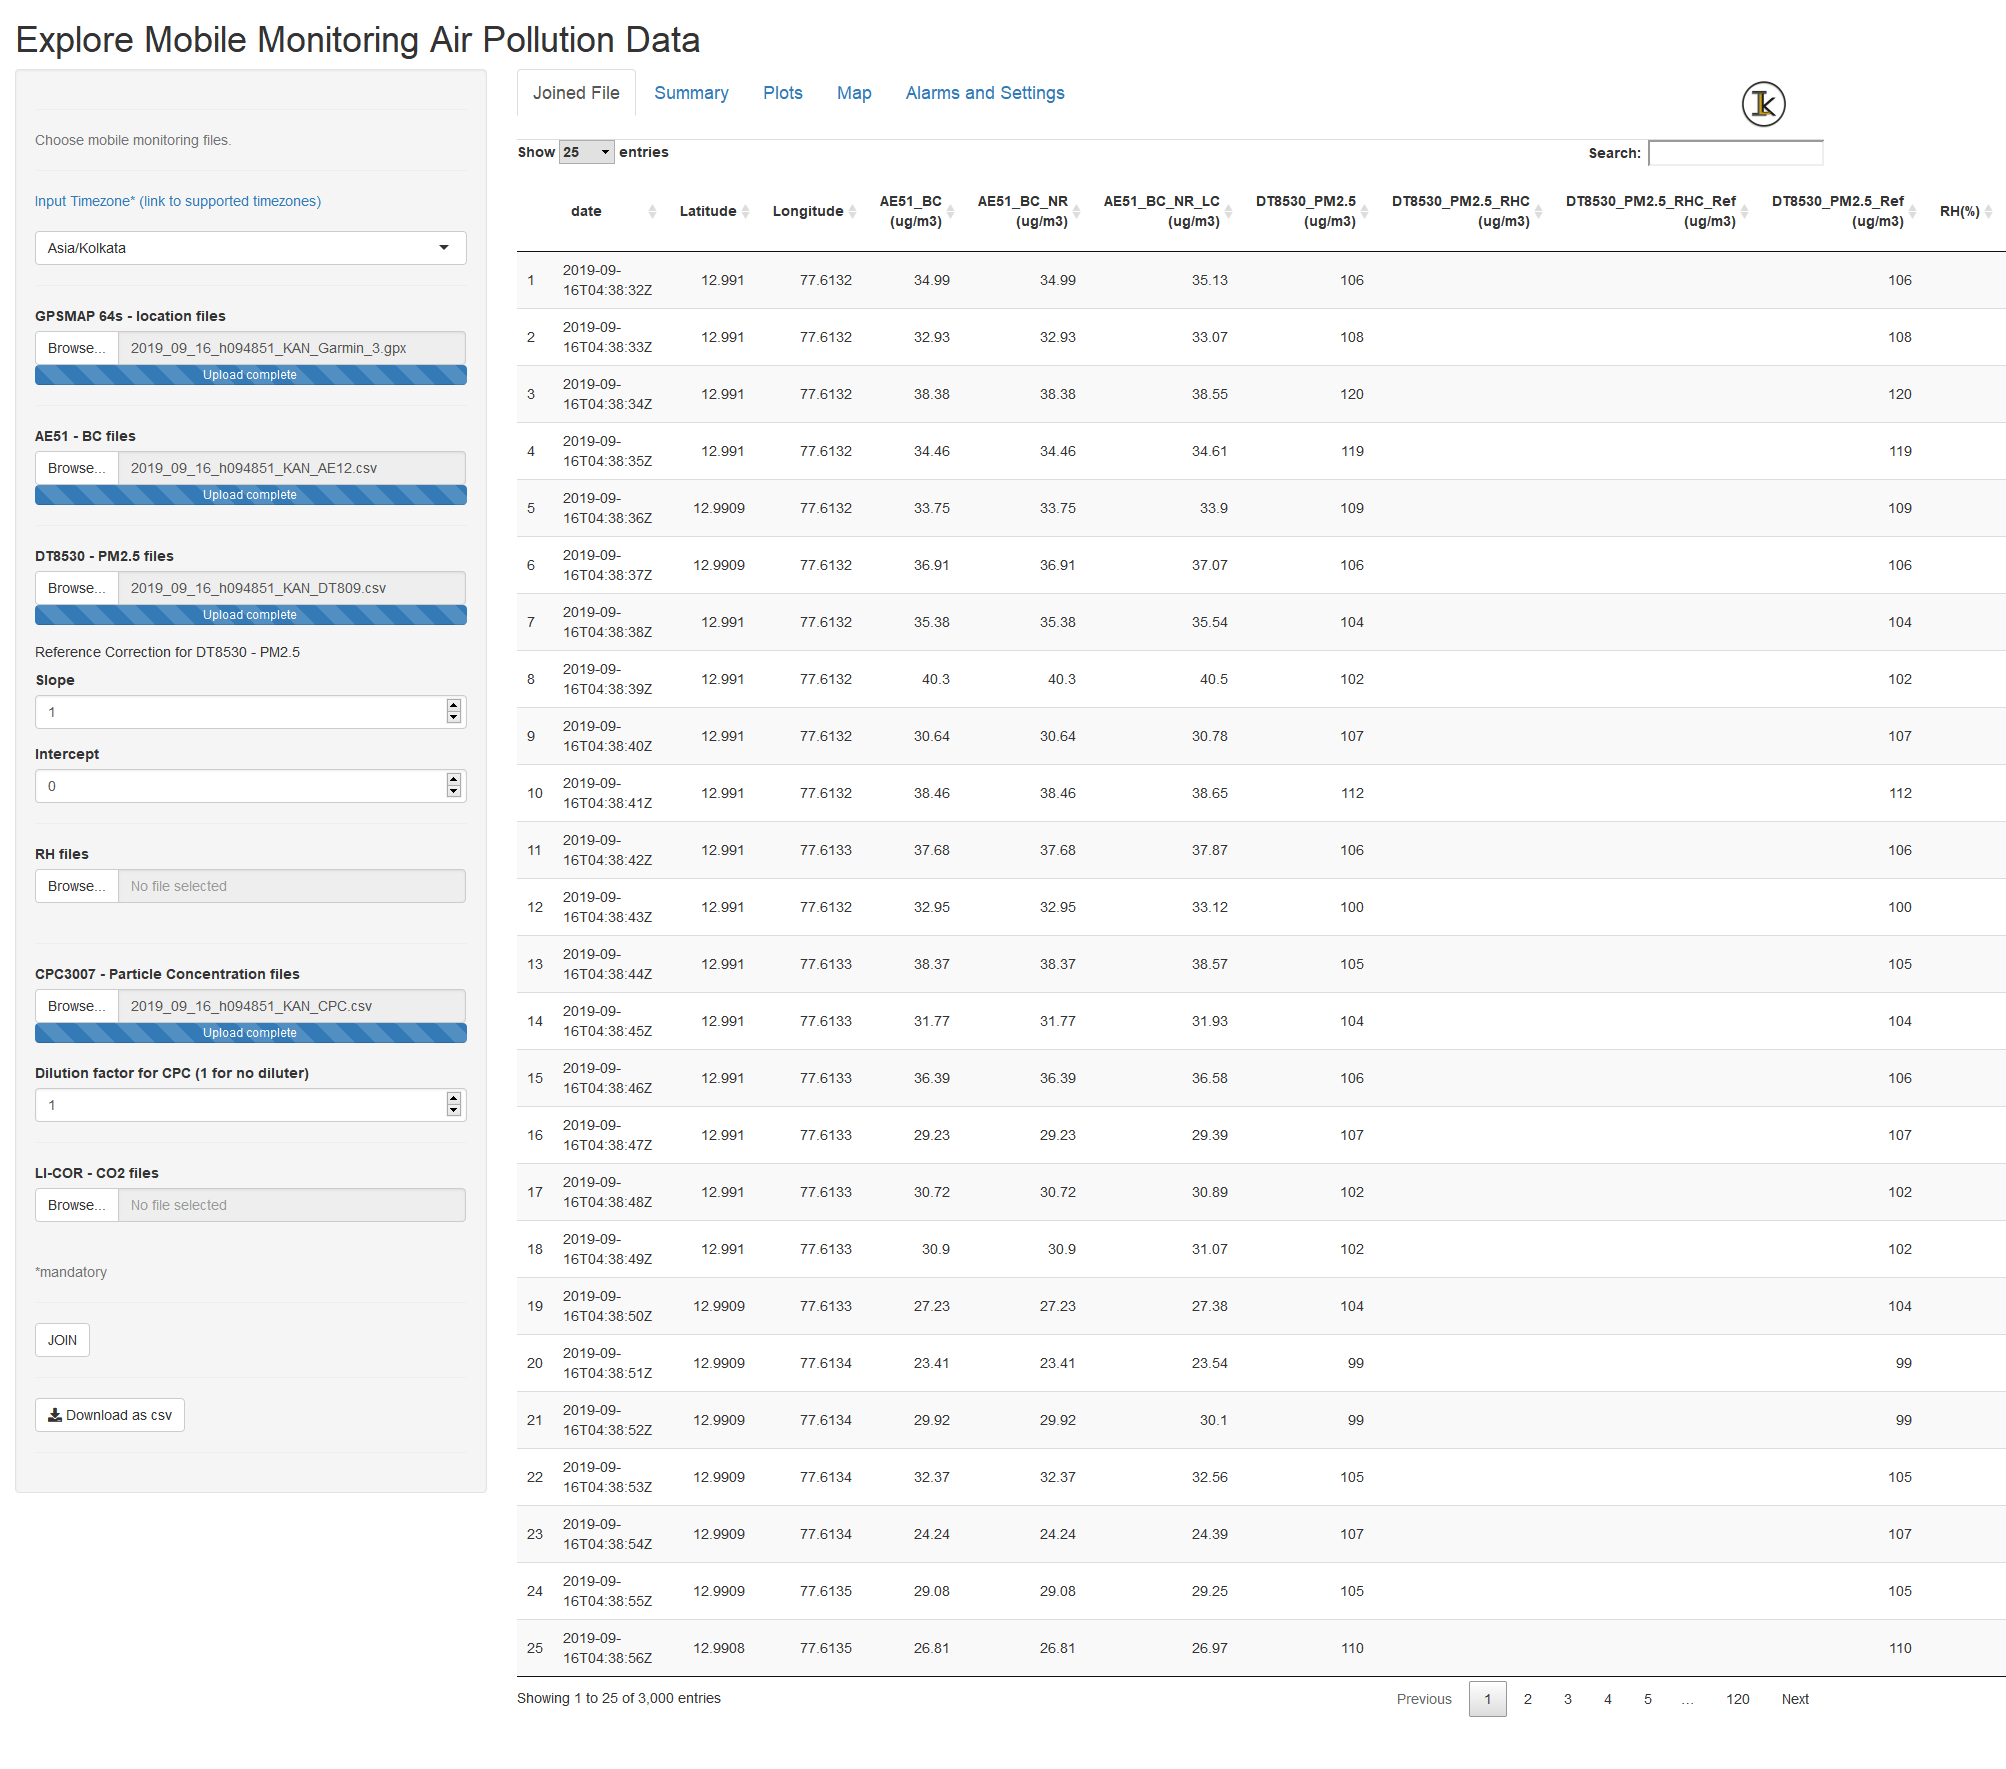 Explore Mobile Monitoring Air Pollution Data
Choose mobile monitoring files.
Input Timezone* (link to supported timezones)
Asia/Kolkata
GPSMAP 64s - location files
Browse... 2019_09_16_h094851_KAN_Garmin_3.gpx
Upload complete
AE51 - BC files
Browse... 2019_09_16_h094851_KAN_AE12.csv
Upload complete
DT8530 - PM2.5 files
Browse... 2019_09_16_h094851_KAN_DT809.csv
Upload complete
Reference Correction for DT8530 - PM2.5
Slope
1
Intercept
0
RH files
Browse... No file selected
CPC3007 - Particle Concentration files
Browse... 2019_09_16_h094851_KAN_CPC.csv
Upload complete
Dilution factor for CPC (1 for no diluter)
1
LI-COR - CO2 files
Browse... No file selected
*mandatory
JOIN
Download as csv
Joined File Summary Plots Map Alarms and Settings
Ik
Show 25 entries Search:
date Latitude Longitude AE51_BC (ug/m3) AE51_BC_NR (ug/m3) AE51_BC_NR_LC (ug/m3) DT8530_PM2.5 (ug/m3) DT8530_PM2.5_RHC (ug/m3) DT8530_PM2.5_RHC_Ref (ug/m3) DT8530_PM2.5_Ref (ug/m3) RH(%)
1 2019-09-16T04:38:32Z 12.991 77.6132 34.99 34.99 35.13 106 106
2 2019-09-16T04:38:33Z 12.991 77.6132 32.93 32.93 33.07 108 108
3 2019-09-16T04:38:34Z 12.991 77.6132 38.38 38.38 38.55 120 120
4 2019-09-16T04:38:35Z 12.991 77.6132 34.46 34.46 34.61 119 119
5 2019-09-16T04:38:36Z 12.9909 77.6132 33.75 33.75 33.9 109 109
6 2019-09-16T04:38:37Z 12.9909 77.6132 36.91 36.91 37.07 106 106
7 2019-09-16T04:38:38Z 12.991 77.6132 35.38 35.38 35.54 104 104
8 2019-09-16T04:38:39Z 12.991 77.6132 40.3 40.3 40.5 102 102
9 2019-09-16T04:38:40Z 12.991 77.6132 30.64 30.64 30.78 107 107
10 2019-09-16T04:38:41Z 12.991 77.6132 38.46 38.46 38.65 112 112
11 2019-09-16T04:38:42Z 12.991 77.6133 37.68 37.68 37.87 106 106
12 2019-09-16T04:38:43Z 12.991 77.6132 32.95 32.95 33.12 100 100
13 2019-09-16T04:38:44Z 12.991 77.6133 38.37 38.37 38.57 105 105
14 2019-09-16T04:38:45Z 12.991 77.6133 31.77 31.77 31.93 104 104
15 2019-09-16T04:38:46Z 12.991 77.6133 36.39 36.39 36.58 106 106
16 2019-09-16T04:38:47Z 12.991 77.6133 29.23 29.23 29.39 107 107
17 2019-09-16T04:38:48Z 12.991 77.6133 30.72 30.72 30.89 102 102
18 2019-09-16T04:38:49Z 12.991 77.6133 30.9 30.9 31.07 102 102
19 2019-09-16T04:38:50Z 12.9909 77.6133 27.23 27.23 27.38 104 104
20 2019-09-16T04:38:51Z 12.9909 77.6134 23.41 23.41 23.54 99 99
21 2019-09-16T04:38:52Z 12.9909 77.6134 29.92 29.92 30.1 99 99
22 2019-09-16T04:38:53Z 12.9909 77.6134 32.37 32.37 32.56 105 105
23 2019-09-16T04:38:54Z 12.9909 77.6134 24.24 24.24 24.39 107 107
24 2019-09-16T04:38:55Z 12.9909 77.6135 29.08 29.08 29.25 105 105
25 2019-09-16T04:38:56Z 12.9908 77.6135 26.81 26.81 26.97 110 110
Showing 1 to 25 of 3,000 entries Previous 1 2 3 4 5 … 120 Next